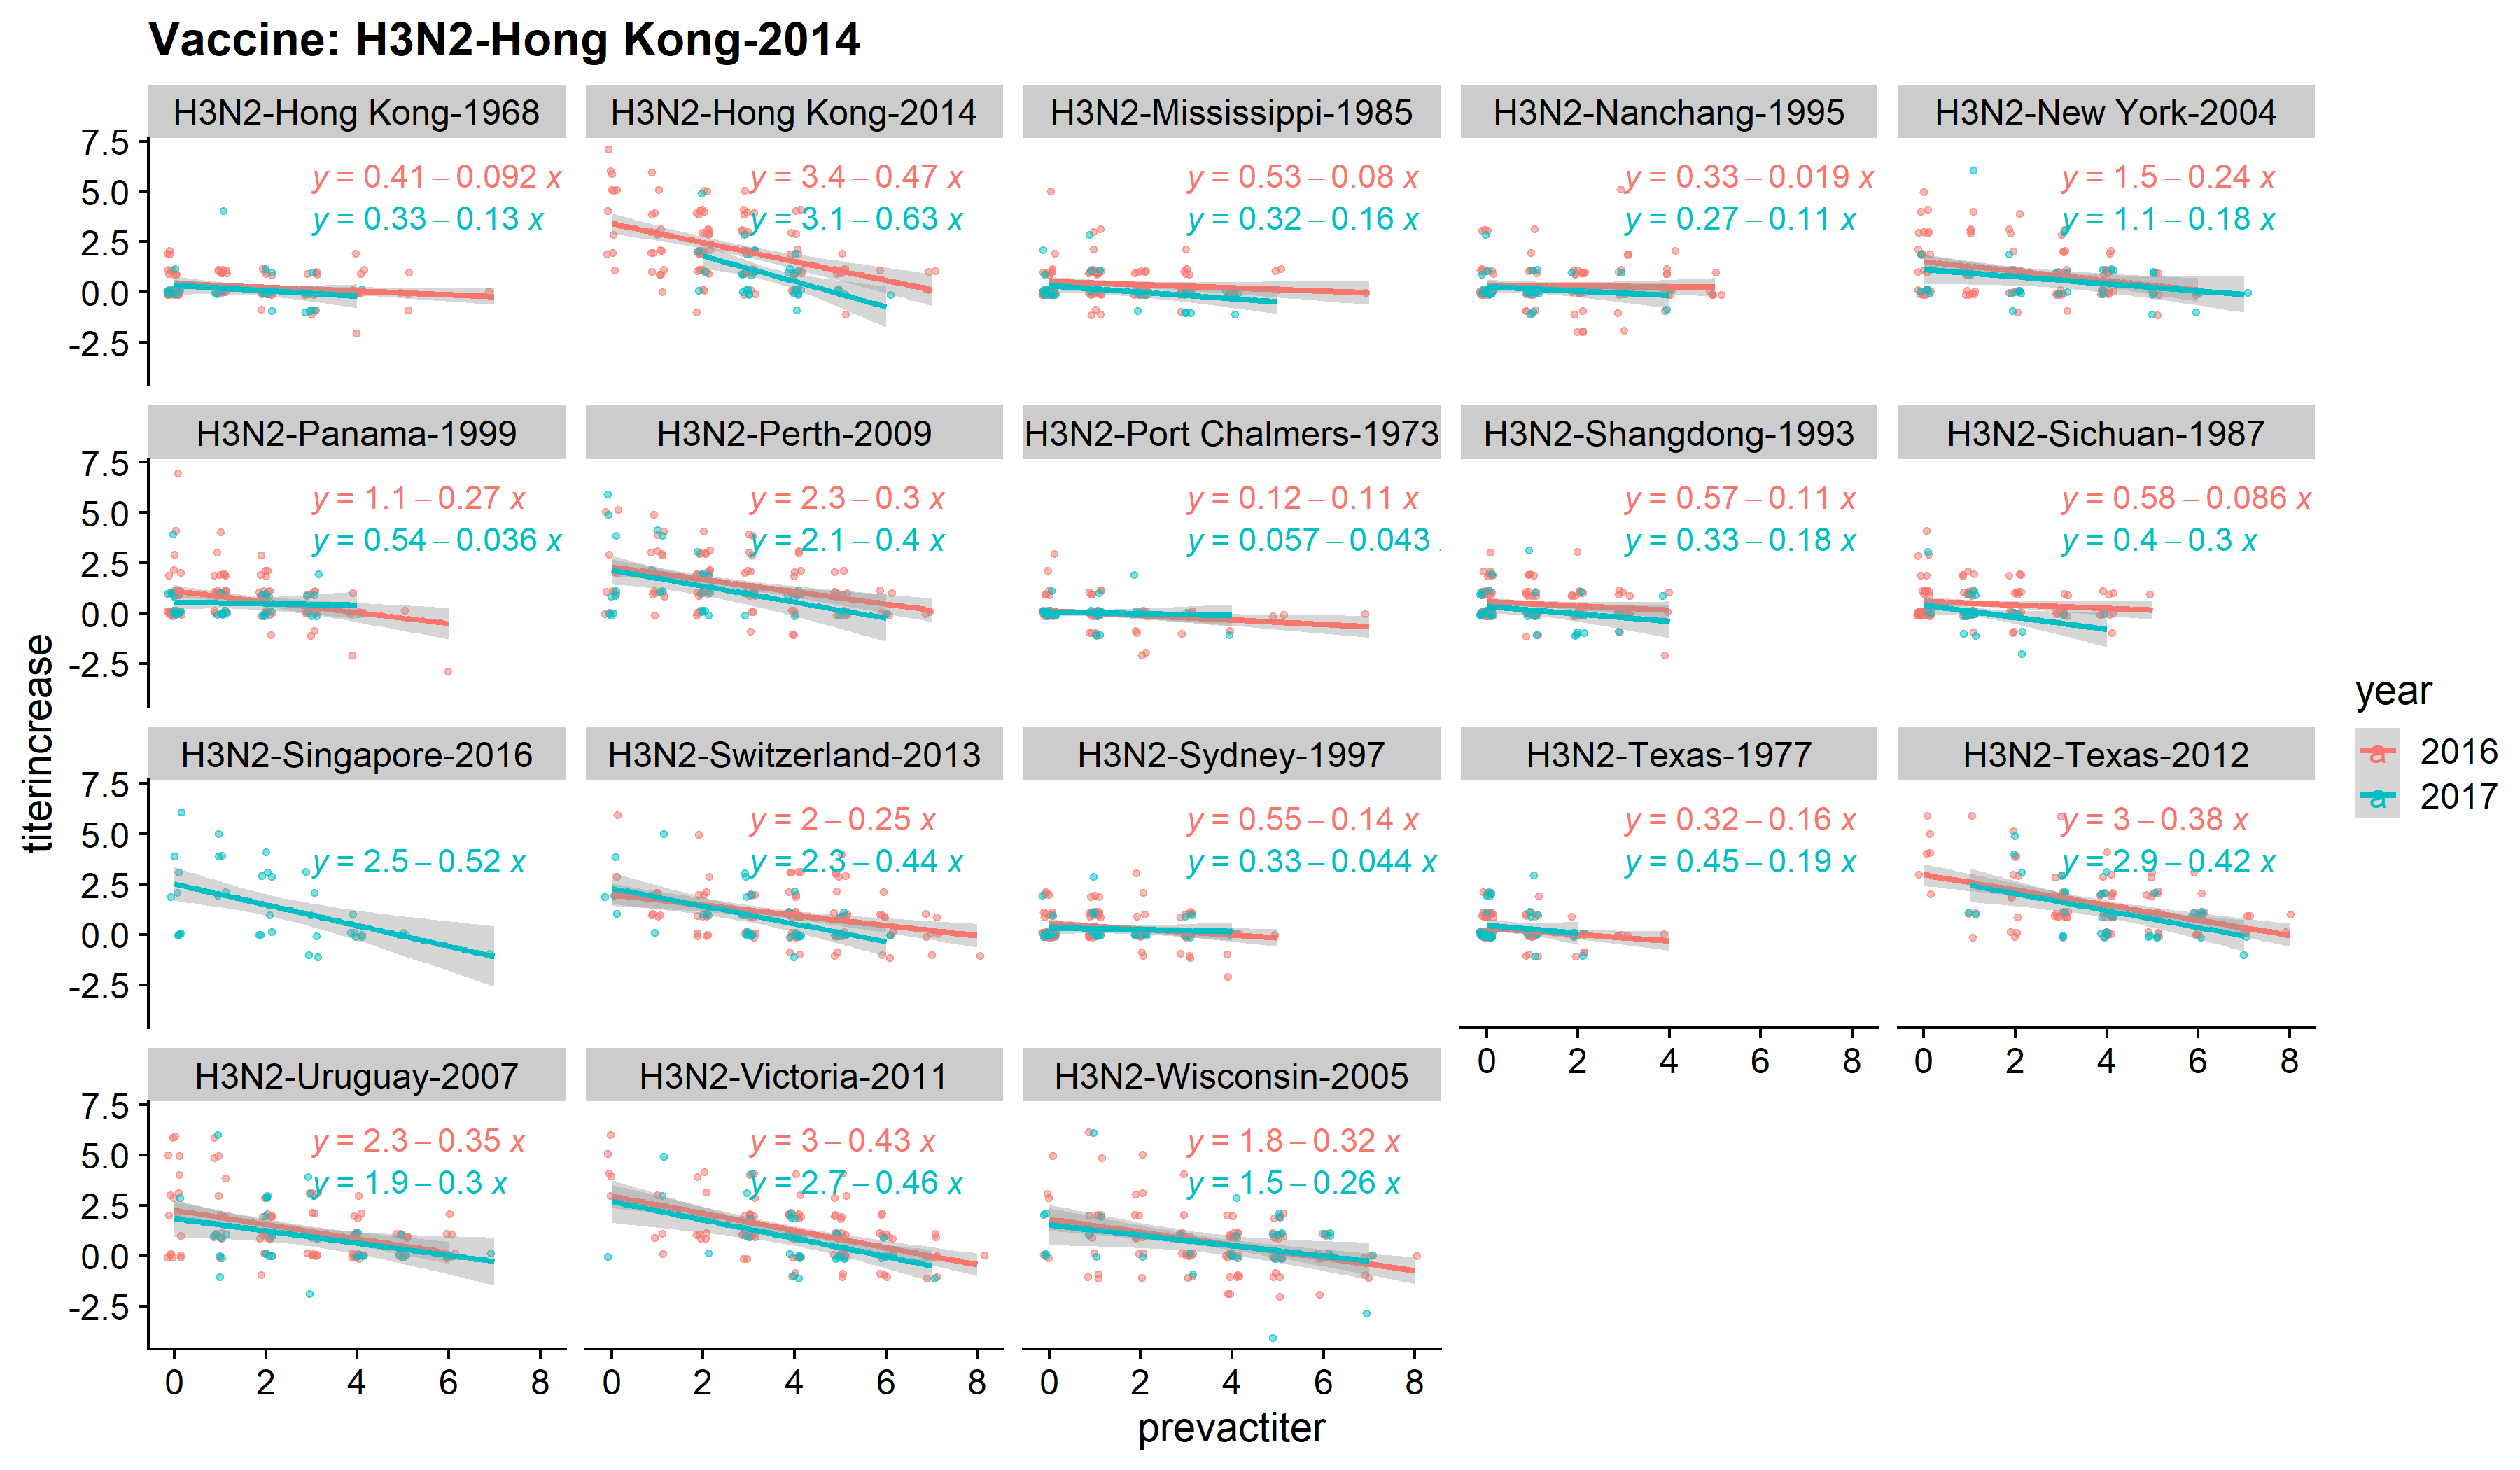 Vaccine: H3N2-Hong Kong-2014
H3N2-Hong Kong-1968 H3N2-Hong Kong-2014 H3N2-Mississippi-1985 H3N2-Nanchang-1995 H3N2-New York-2004
7.5
y = 0.41 – 0.092 x y = 3.4 – 0.47 x y = 0.53 – 0.08 x y = 0.33 – 0.019 x y = 1.5 – 0.24 x
5.0
y = 0.33 – 0.13 x y = 3.1 – 0.63 x y = 0.32 – 0.16 x y = 0.27 – 0.11 x y = 1.1 – 0.18 x
2.5
0.0
-2.5
H3N2-Panama-1999 H3N2-Perth-2009 H3N2-Port Chalmers-1973 H3N2-Shangdong-1993 H3N2-Sichuan-1987
7.5
y = 1.1 – 0.27 x y = 2.3 – 0.3 x y = 0.12 – 0.11 x y = 0.57 – 0.11 x y = 0.58 – 0.086 x
5.0
y = 0.54 – 0.036 x y = 2.1 – 0.4 x y = 0.057 – 0.043 y = 0.33 – 0.18 x y = 0.4 – 0.3 x
2.5
0.0
-2.5
titerincrease
H3N2-Singapore-2016 H3N2-Switzerland-2013 H3N2-Sydney-1997 H3N2-Texas-1977 H3N2-Texas-2012
7.5
y = 2 – 0.25 x y = 0.55 – 0.14 x y = 0.32 – 0.16 x y = 3 – 0.38 x
5.0
y = 2.5 – 0.52 x y = 2.3 – 0.44 x y = 0.33 – 0.044 x y = 0.45 – 0.19 x y = 2.9 – 0.42 x
2.5
0.0
-2.5
0 2 4 6 8 0 2 4 6 8
H3N2-Uruguay-2007 H3N2-Victoria-2011 H3N2-Wisconsin-2005
7.5
y = 2.3 – 0.35 x y = 3 – 0.43 x y = 1.8 – 0.32 x
5.0
y = 1.9 – 0.3 x y = 2.7 – 0.46 x y = 1.5 – 0.26 x
2.5
0.0
-2.5
0 2 4 6 8 0 2 4 6 8 0 2 4 6 8
prevactiter
year
a 2016
a 2017